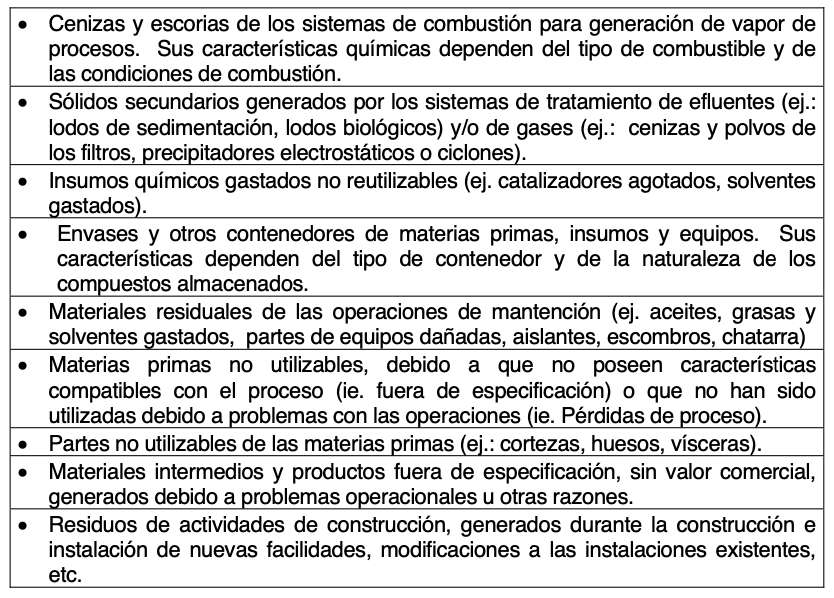 • Cenizas y escorias de los sistemas de combustión para generación de vapor de
procesos. Sus características químicas dependen del tipo de combustible y de
las condiciones de combustión.
• Sólidos secundarios generados por los sistemas de tratamiento de efluentes (ej.:
lodos de sedimentación, lodos biológicos) y/o de gases (ej.: cenizas y polvos de
los filtros, precipitadores electrostáticos o ciclones).
• Insumos químicos gastados no reutilizables (ej. catalizadores agotados, solventes
gastados).
• Envases y otros contenedores de materias primas, insumos y equipos. Sus
características dependen del tipo de contenedor y de la naturaleza de los
compuestos almacenados.
• Materiales residuales de las operaciones de mantención (ej. aceites, grasas y
solventes gastados, partes de equipos dañadas, aislantes, escombros, chatarra)
• Materias primas no utilizables, debido a que no poseen características
compatibles con el proceso (ie. fuera de especificación) o que no han sido
utilizadas debido a problemas con las operaciones (ie. Pérdidas de proceso).
• Partes no utilizables de las materias primas (ej.: cortezas, huesos, vísceras).
• Materiales intermedios y productos fuera de especificación, sin valor comercial,
generados debido a problemas operacionales u otras razones.
• Residuos de actividades de construcción, generados durante la construcción e
instalación de nuevas facilidades, modificaciones a las instalaciones existentes,
etc.